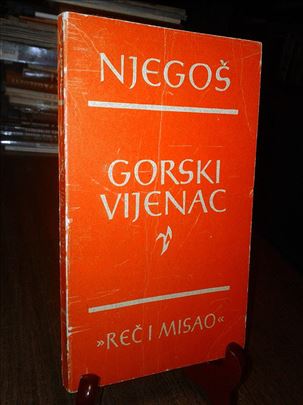 NJEGOŠ
GORSKI
VIJENAC
»REČ I MISAO«